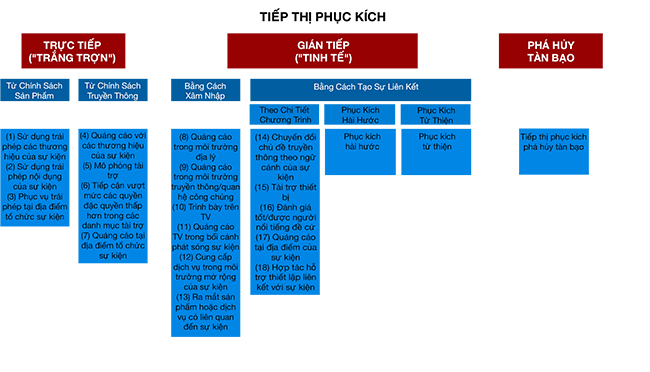 TIẾP THỊ PHỤC KÍCH
TRỰC TIẾP
("TRẮNG TRỢN")
GIÁN TIẾP
("TINH TẾ")
PHÁ HỦY
TÀN BẠO
Từ Chính Sách
Sản Phẩm
Từ Chính Sách
Truyền Thông
Bằng Cách
Xâm Nhập
Bằng Cách Tạo Sự Liên Kết
Theo Chi Tiết
Chương Trình
Phục Kích
Hài Hước
Phục Kích
Từ Thiện
(1) Sử dụng trái
phép các thương
hiệu của sự kiện
(2) Sử dụng trái
phép nội dung
của sự kiện
(3) Phục vụ trái
phép tại địa điểm
tổ chức sự kiện
(4) Quảng cáo với
các thương hiệu
của sự kiện
(5) Mô phỏng tài
trợ
(6) Tiếp cận vượt
mức các quyền
đặc quyền thấp
hơn trong các
danh mục tài trợ
(7) Quảng cáo tại
địa điểm tổ chức
sự kiện
(8) Quảng cáo
trong môi trường
địa lý
(9) Quảng cáo
trong môi trường
truyền thông/quan
hệ công chúng
(10) Trình bày trên
TV
(11) Quảng cáo
TV trong bối cảnh
phát sóng sự kiện
(12) Cung cấp
dịch vụ trong môi
trường mở rộng
của sự kiện
(13) Ra mắt sản
phẩm hoặc dịch
vụ có liên quan
đến sự kiện
(14) Chuyển đổi
chủ đề truyền
thông theo ngữ
cảnh của sự
kiện
(15) Tài trợ thiết
bị
(16) Đánh giá
tốt/được người
nổi tiếng đề cử
(17) Quảng cáo
tại địa điểm của
sự kiện
(18) Hợp tác hỗ
trợ thiết lập liên
kết với sự kiện
Phục kích
hài hước
Phục kích
từ thiện
Tiếp thị phục kích
phá hủy tàn bạo